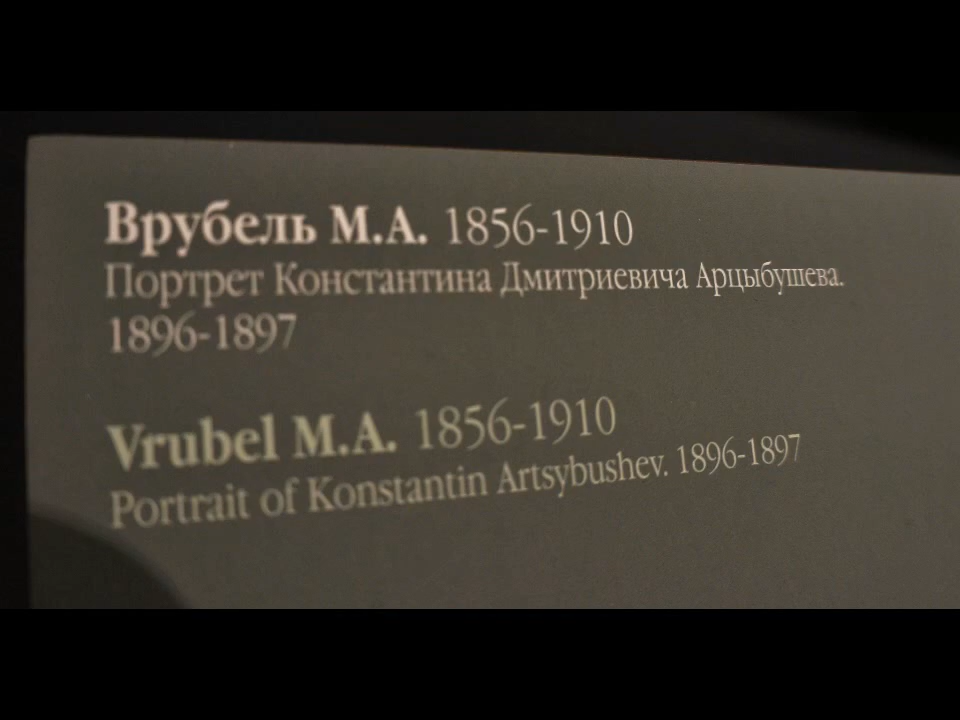 Врубель М.А. 1856-1910
Портрет Константина Дмитриевича Арцыбушева.
1896-1897
Vrubel M.A. 1856-1910
Portrait of Konstantin Artsybushev. 1896-1897